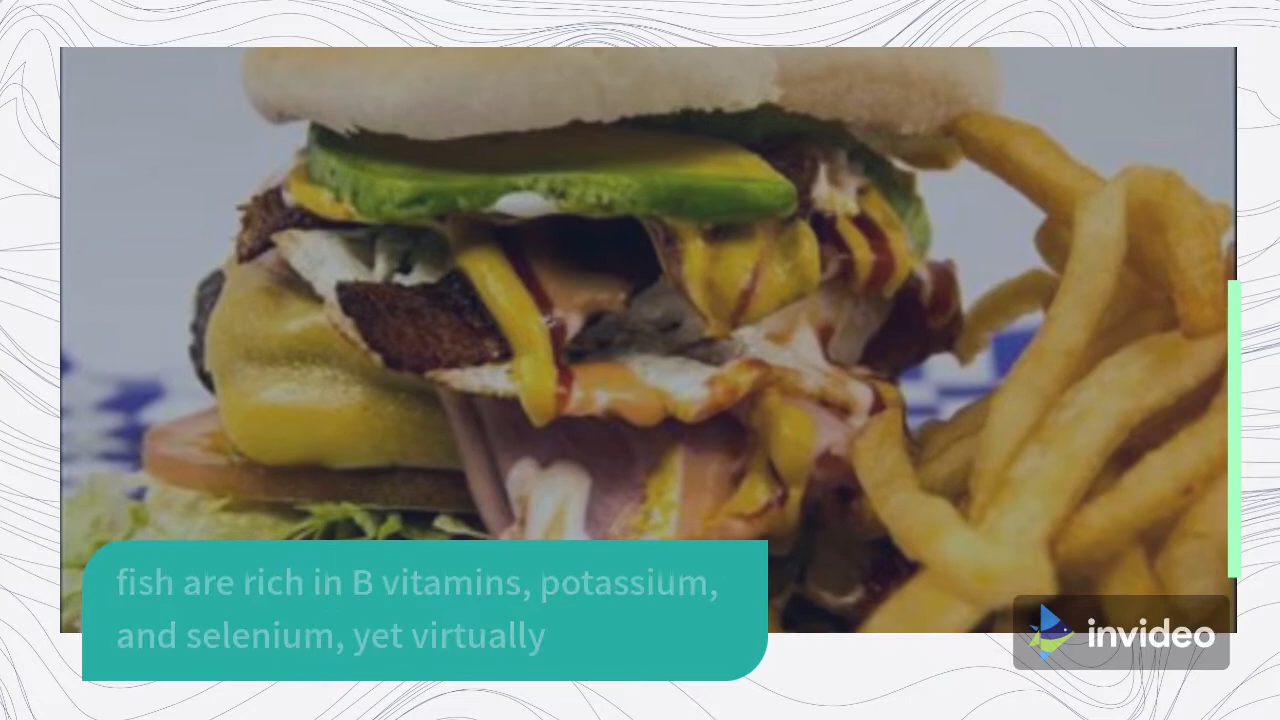 fish are rich in B vitamins, potassium,
and selenium, yet virtually
invideo